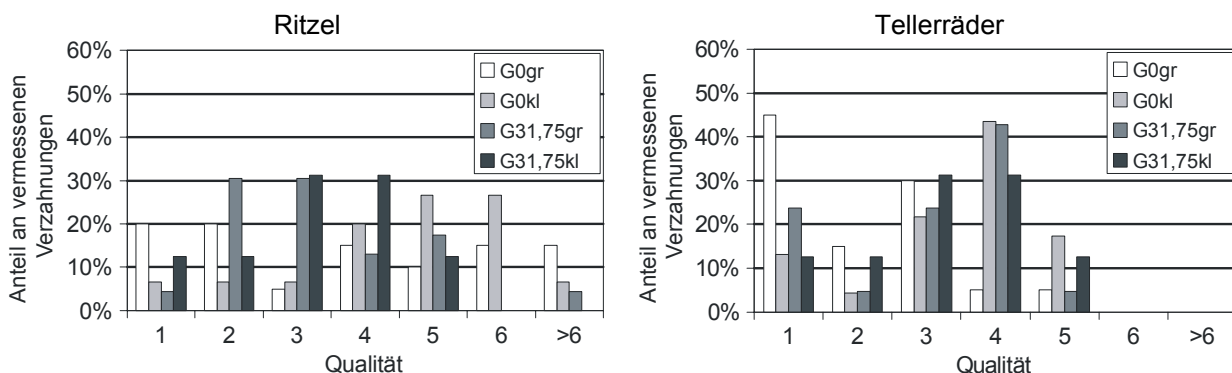 Ritzel
60%
50%
40%
30%
20%
10%
0%
Anteil an vermessenen
Verzahnungen
G0gr
G0kl
G31,75gr
G31,75kl
1 2 3 4 5 6 >6
Qualität
Tellerräder
60%
50%
40%
30%
20%
10%
0%
Anteil an vermessenen
Verzahnungen
G0gr
G0kl
G31,75gr
G31,75kl
1 2 3 4 5 6 >6
Qualität